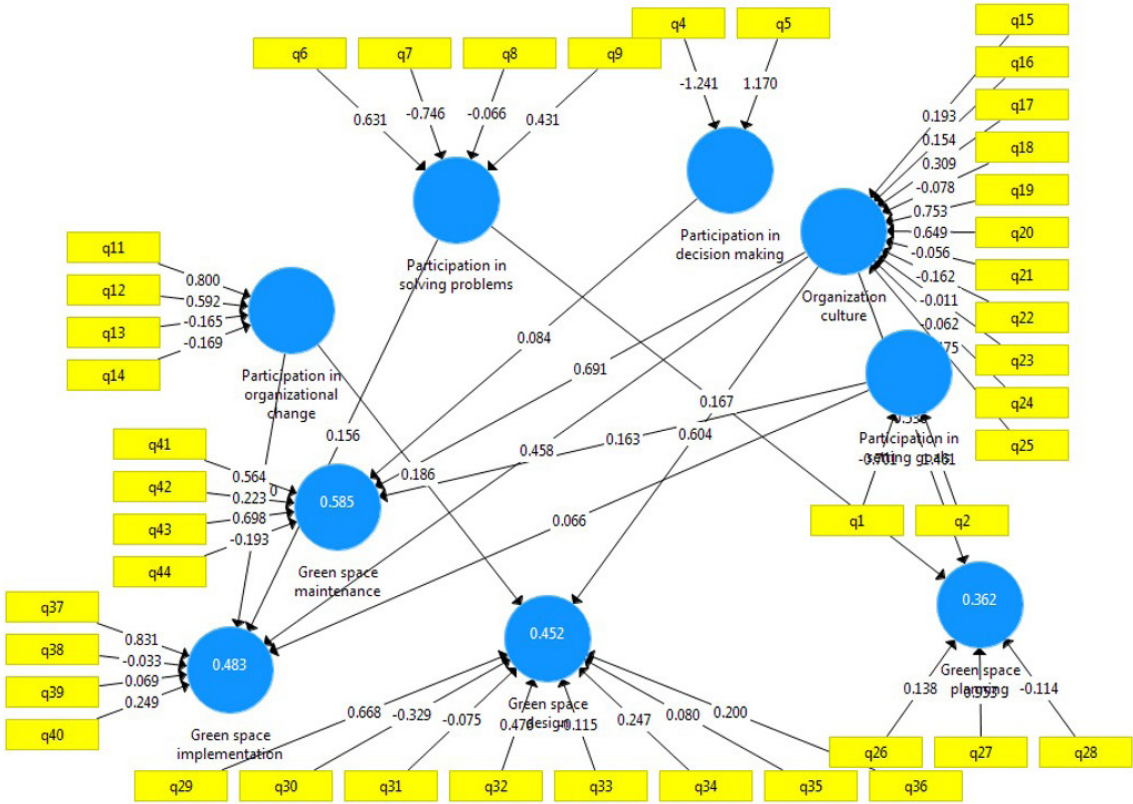 q4
q5
q15
q6
q7
q8
q9
q16
q17
q18
q19
q20
q21
q22
q23
q24
q25
-1.241
1.170
0.631
-0.746
-0.066
0.431
0.193
0.154
0.309
-0.078
0.753
0.649
-0.056
-0.162
-0.011
-0.062
Participation in
decision making
Participation in
solving problems
Organization
culture
q11
q12
q13
q14
0.800
0.592
-0.165
-0.169
Participation in
organizational
change
0.084
0.691
0.167
0.156
0.458
0.163
0.604
0.186
0.066
Participation in
setting goals
q1
q2
q41
q42
q43
q44
0.564
0.223
0.698
-0.193
0.585
Green space
maintenance
q37
q38
q39
q40
0.831
-0.033
0.069
0.249
0.483
Green space
implementation
0.452
Green space
design
0.362
Green space
planning
0.138
-0.114
0.668
-0.329
-0.075
0.247
0.080
0.200
q26
q27
q28
q29
q30
q31
q32
q33
q34
q35
q36